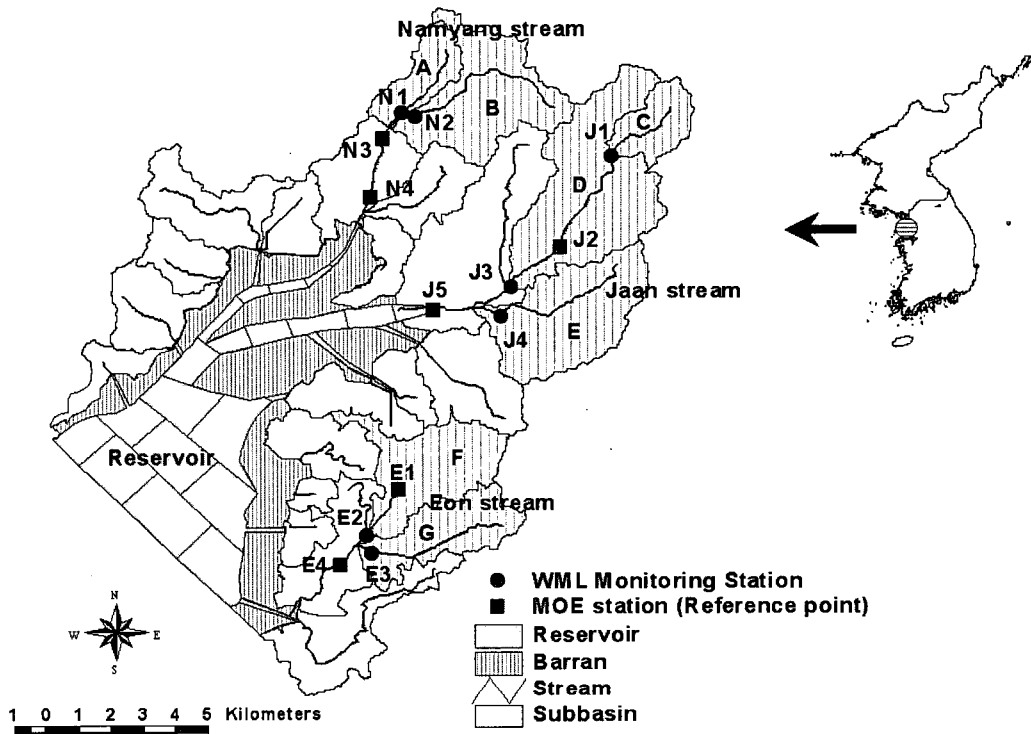 Namyang stream
A
N1
N2
B
J1
C
N3
D
N4
J2
J3
Jaan stream
J5
J4
E
Reservoir
F
E1
Eon stream
E2
G
E4
E3
WML Monitoring Station
MOE station (Reference point)
Reservoir
Barran
Stream
Subbasin
N
W E
S
1 0 1 2 3 4 5 Kilometers